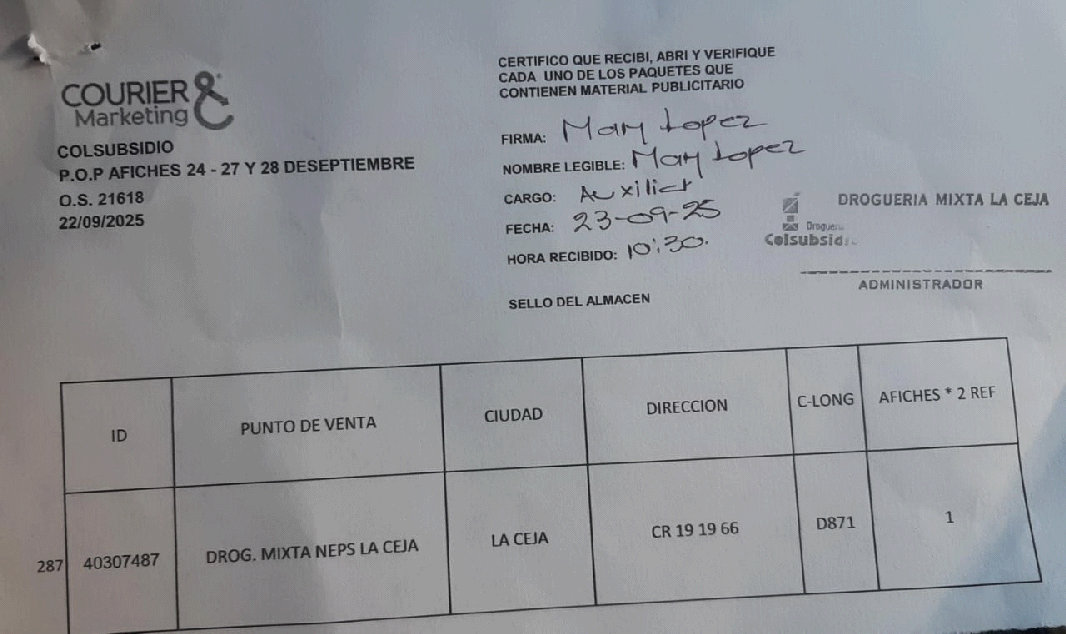 COURIER &
Marketing
COLSUBSIDIO
P.O.P AFICHES 24 - 27 Y 28 DESEPTIEMBRE
O.S. 21618
22/09/2025
CERTIFICO QUE RECIBI, ABRI Y VERIFIQUE
CADA UNO DE LOS PAQUETES QUE
CONTIENEN MATERIAL PUBLICITARIO
FIRMA: Mary Lopez
NOMBRE LEGIBLE: Mary Lopez
CARGO: Auxiliar
FECHA: 23-09-25
HORA RECIBIDO: 10:30.
SELLO DEL ALMACEN
DROGUERIA MIXTA LA CEJA
Colsubsidio
ADMINISTRADOR
ID PUNTO DE VENTA CIUDAD DIRECCION C-LONG AFICHES * 2 REF
287 40307487 DROG. MIXTA NEPS LA CEJA LA CEJA CR 19 19 66 D871 1